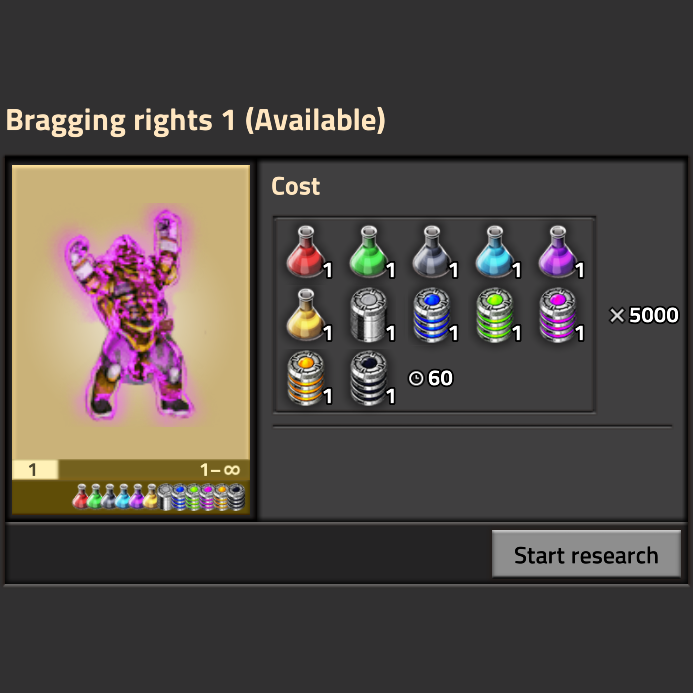 Bragging rights 1 (Available)
Cost
1 1 1 1 1
1 1 1 1 1
×5000
1 1 60
1 1–∞
Start research